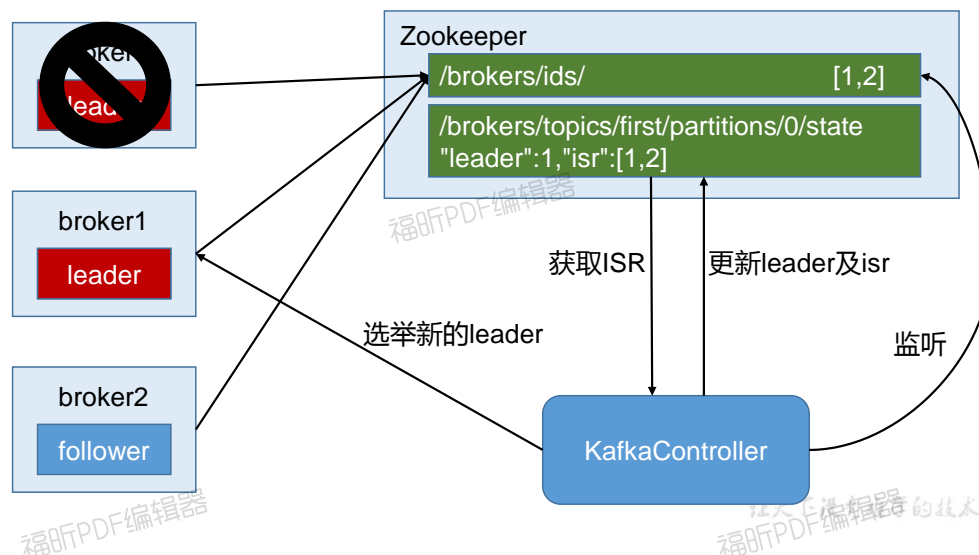 Zookeeper
/brokers/ids/ [1,2]
/brokers/topics/first/partitions/0/state
"leader":1,"isr":[1,2]
broker1
leader
broker2
follower
获取ISR
更新leader及isr
选举新的leader
监听
KafkaController
福昕PDF编辑器
福昕PDF编辑器
福昕PDF编辑器
的技术